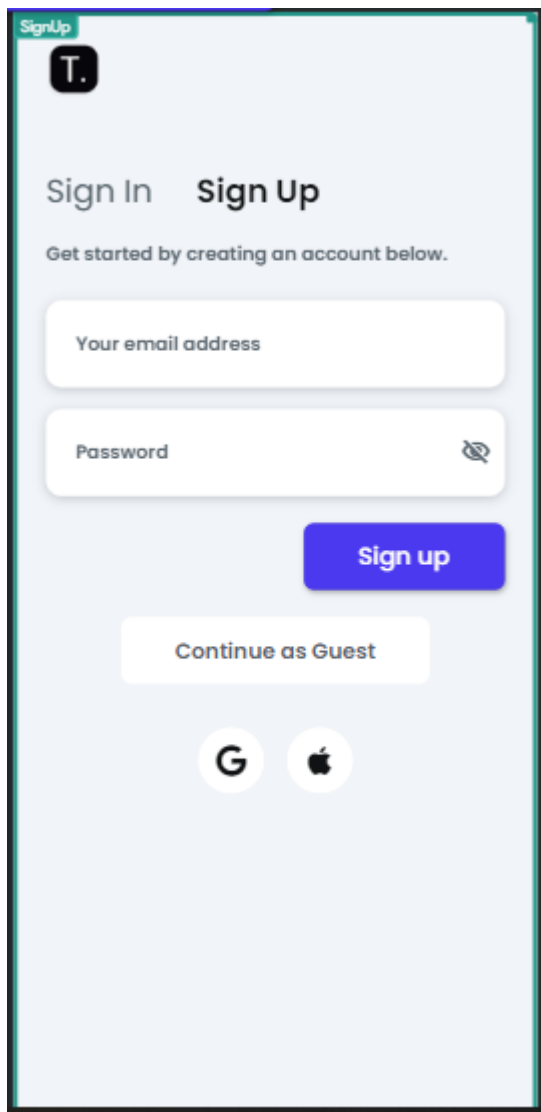 SignUp
T.
Sign In Sign Up
Get started by creating an account below.
Your email address
Password
Sign up
Continue as Guest
G